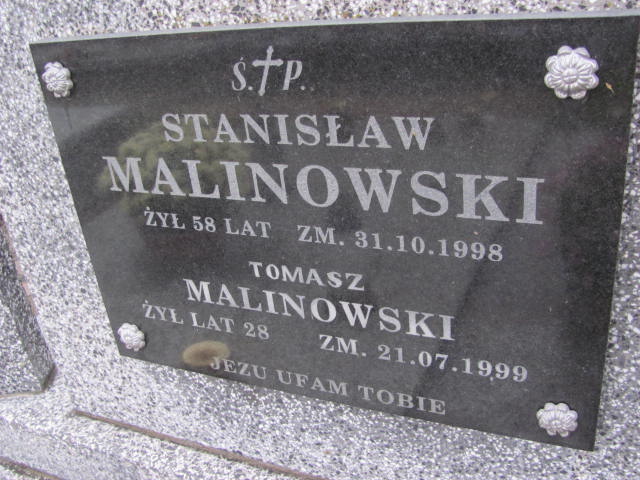 Ś.†P.
STANISŁAW
MALINOWSKI
ŻYŁ 58 LAT ZM. 31.10.1998
TOMASZ
MALINOWSKI
ŻYŁ LAT 28 ZM. 21.07.1999
JEZU UFAM TOBIE